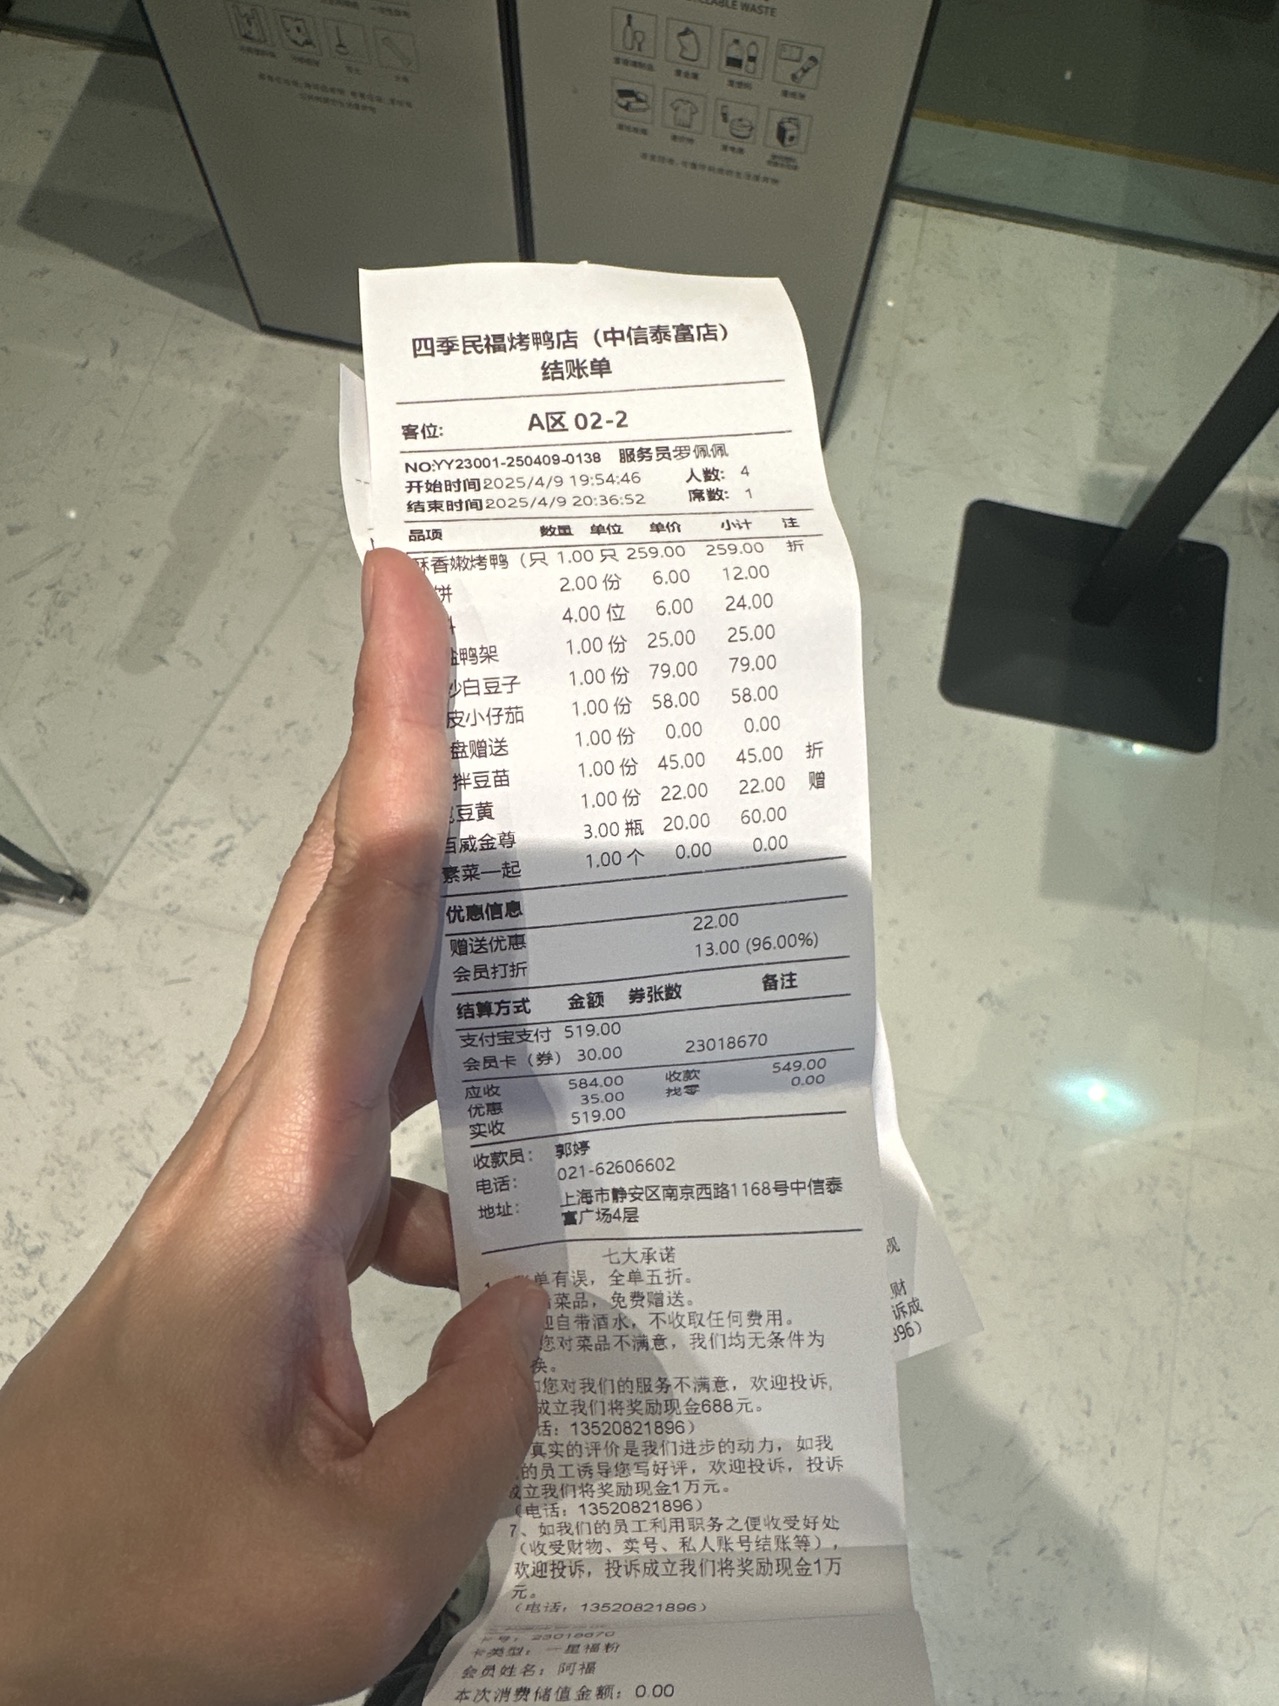 LABLE WASTE
四季民福烤鸭店（中信泰富店）
结账单
客位: A区 02-2
NO:YY23001-250409-0138 服务员罗佩佩
开始时间2025/4/9 19:54:46 人数: 4
结束时间2025/4/9 20:36:52 席数: 1
品项 数量 单位 单价 小计 注
酥香嫩烤鸭（只 1.00 只 259.00 259.00 折
饼 2.00 份 6.00 12.00
4.00 位 6.00 24.00
鸭架 1.00 份 25.00 25.00
炒白豆子 1.00 份 79.00 79.00
皮小仔茄 1.00 份 58.00 58.00
盘赠送 1.00 份 0.00 0.00
拌豆苗 1.00 份 45.00 45.00 折
豆黄 1.00 份 22.00 22.00 赠
百威金尊 3.00 瓶 20.00 60.00
素菜一起 1.00 个 0.00 0.00
优惠信息
赠送优惠 22.00
会员打折 13.00 (96.00%)
结算方式 金额 券张数 备注
支付宝支付 519.00
会员卡（券） 30.00 23018670
应收 584.00 收款 549.00
优惠 35.00 找零 0.00
实收 519.00
收款员: 郭婷
电话: 021-62606602
地址: 上海市静安区南京西路1168号中信泰
富广场4层
七大承诺
单有误，全单五折。
菜品，免费赠送。
迎自带酒水，不收取任何费用。
您对菜品不满意，我们均无条件为
换。
您对我们的服务不满意，欢迎投诉,
成立我们将奖励现金688元。
话: 13520821896）
真实的评价是我们进步的动力，如我
的员工诱导您写好评，欢迎投诉，投诉
成立我们将奖励现金1万元。
（电话: 13520821896）
7、如我们的员工利用职务之便收受好处
（收受财物、卖号、私人账号结账等），
欢迎投诉，投诉成立我们将奖励现金1万
元。
（电话: 13520821896）
卡号: 23018670
卡类型: 一星福粉
会员姓名: 阿福
本次消费储值金额: 0.00
现
财
诉成
396）